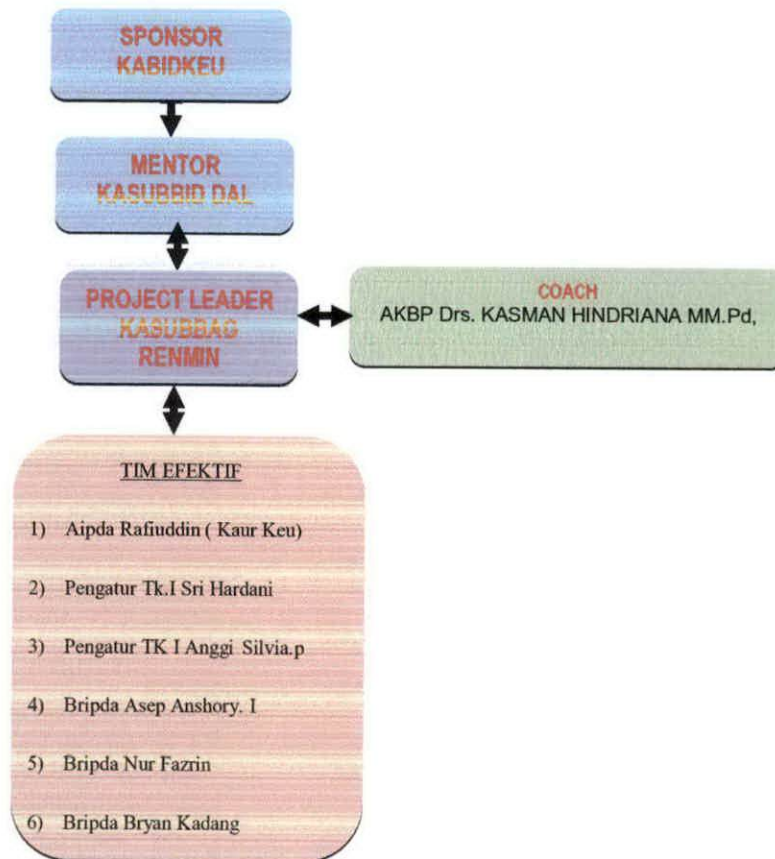 SPONSOR
KABIDKEU
MENTOR
KASUBBID DAL
PROJECT LEADER
KASUBBAG
RENMIN
COACH
AKBP Drs. KASMAN HINDRIANA MM.Pd,
TIM EFEKTIF
1) Aipda Rafiuddin ( Kaur Keu)
2) Pengatur Tk.I Sri Hardani
3) Pengatur TK I Anggi Silvia.p
4) Bripda Asep Anshory. I
5) Bripda Nur Fazrin
6) Bripda Bryan Kadang